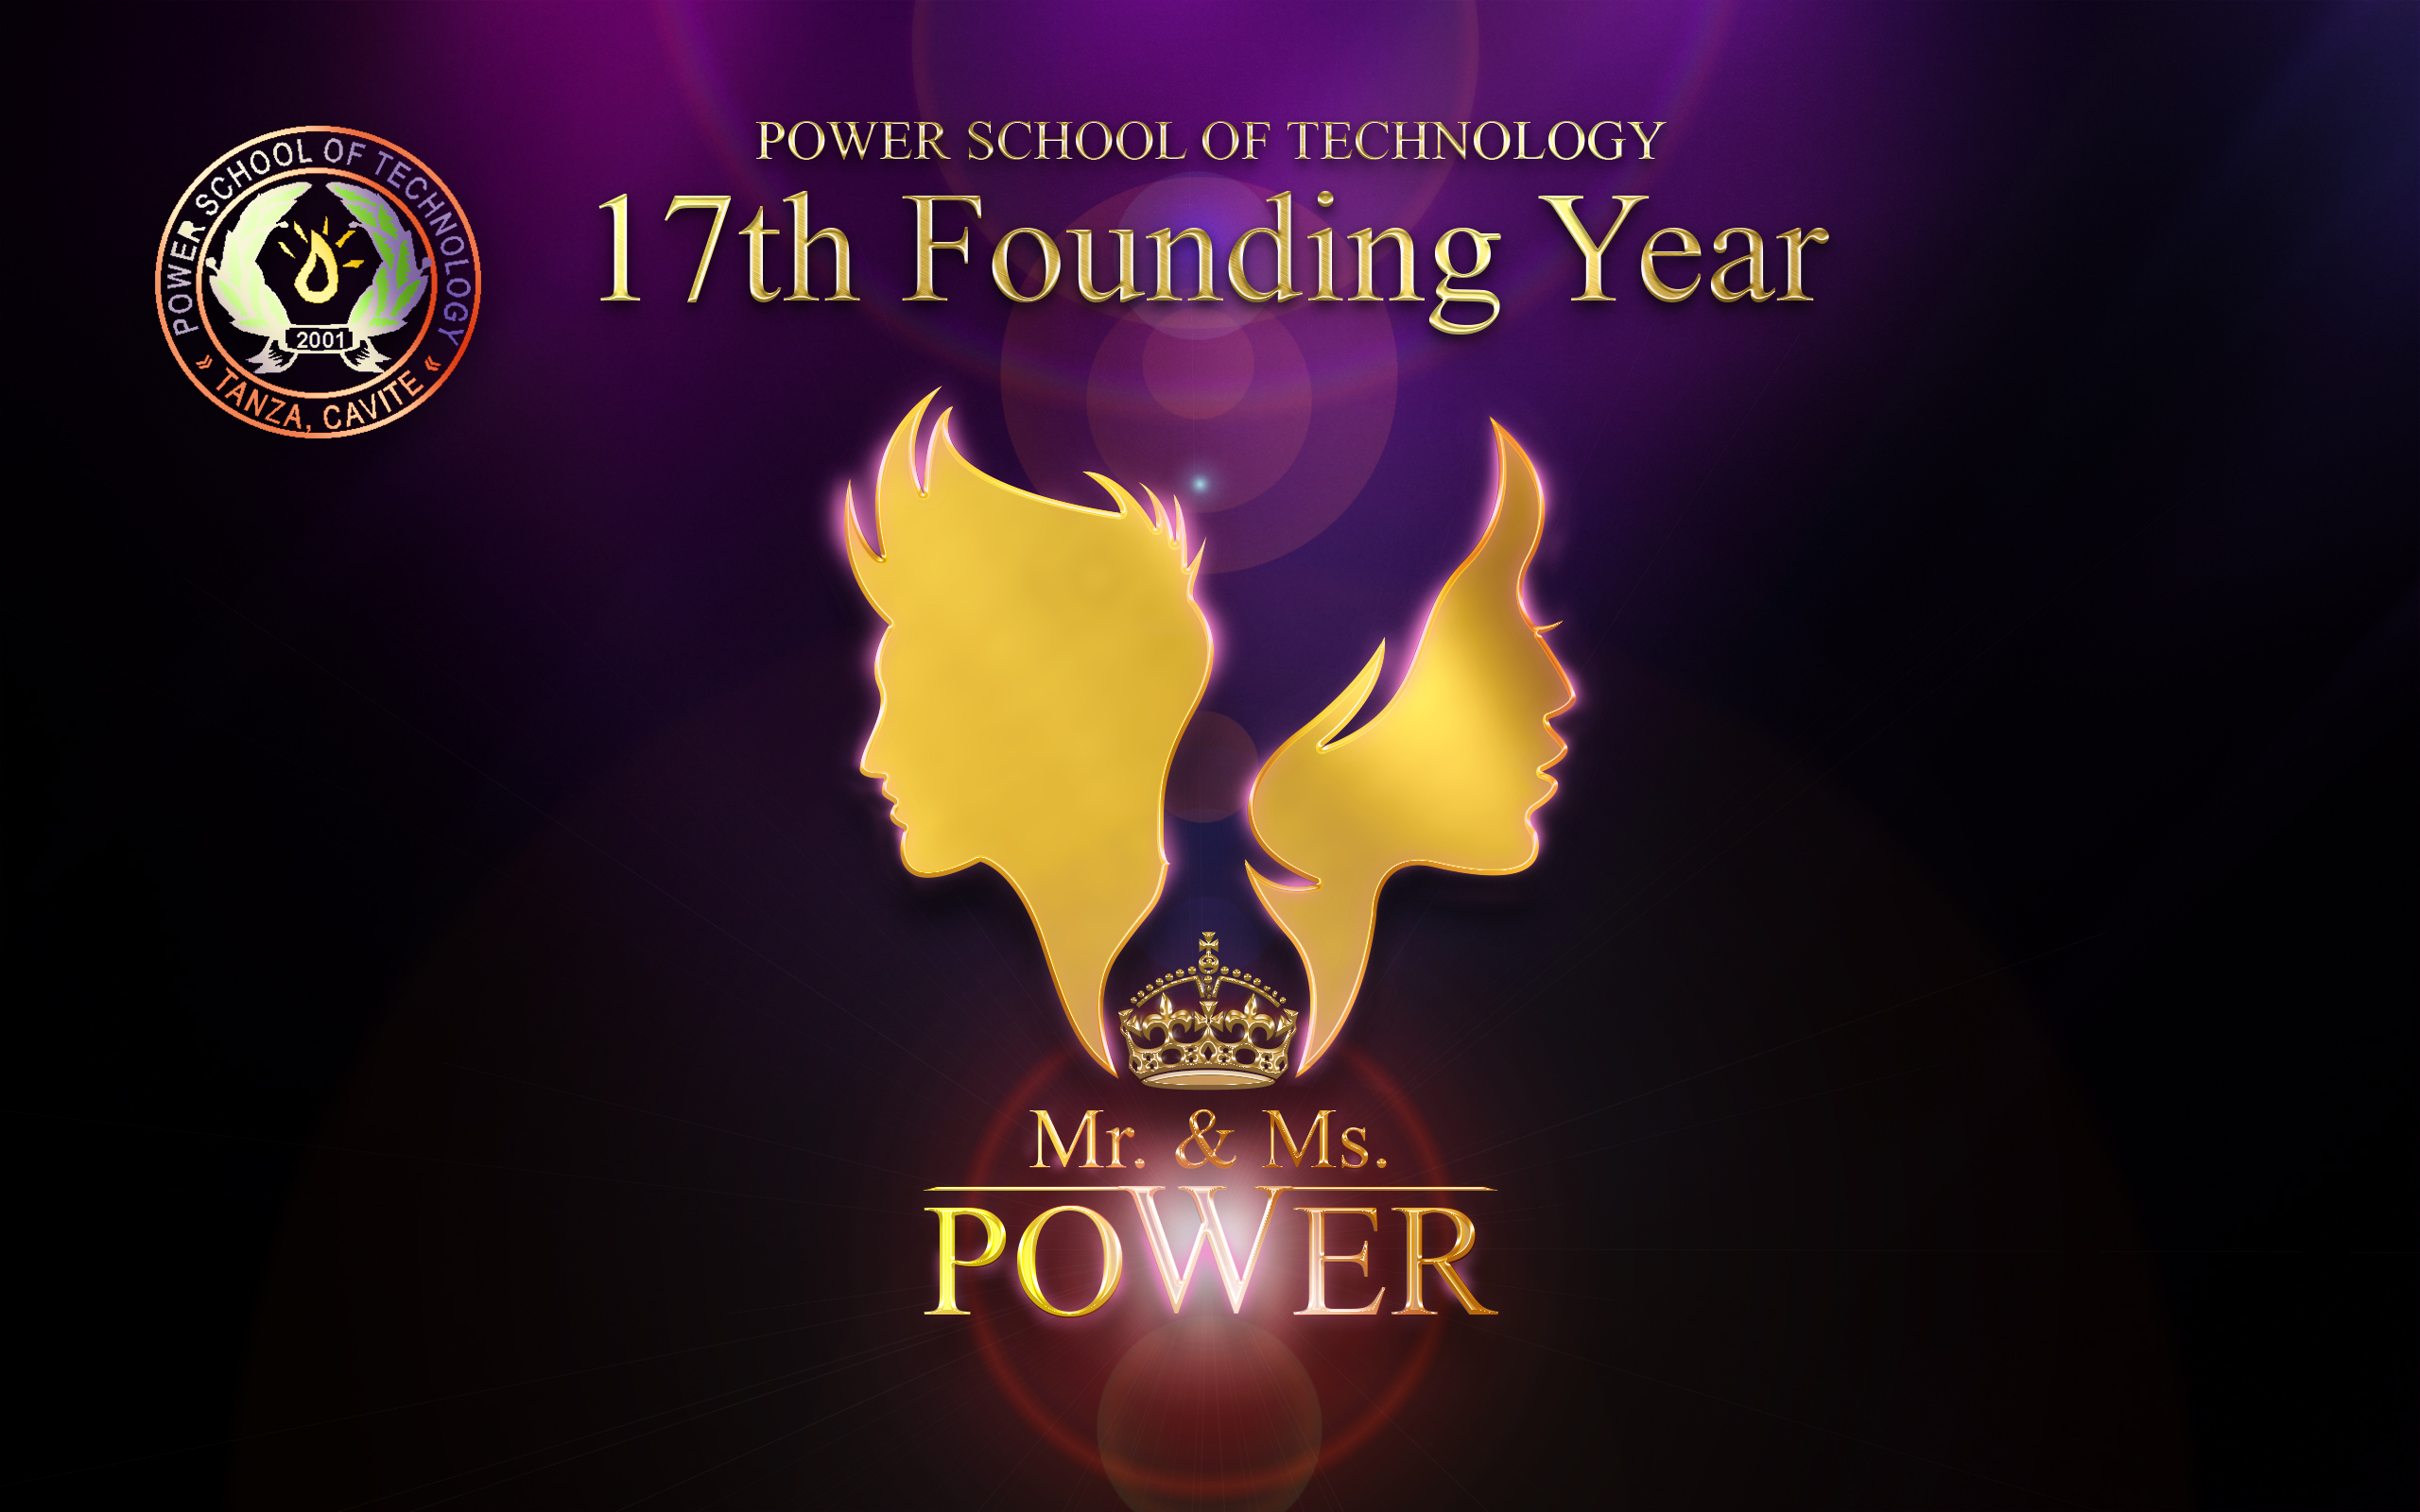 POWER SCHOOL OF TECHNOLOGY
2001
» TANZA, CAVITE «
POWER SCHOOL OF TECHNOLOGY
17th Founding Year
Mr. & Ms.
POWER